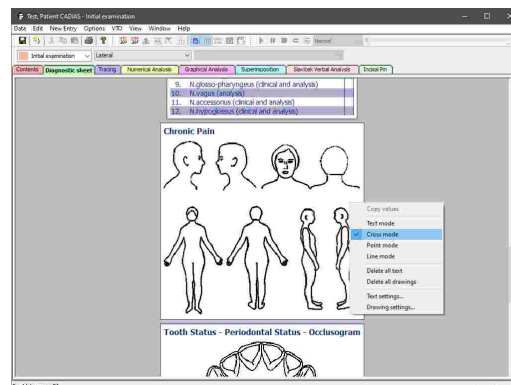 Test, Patient CADIAS - Initial examination
Data Edit New Entry Options VTO View Window Help
Normal
Initial examination Lateral
Contents Diagnostic sheet Tracing Numerical Analysis Graphical Analysis Superimposition Slavicek Verbal Analysis Incisal Pin
9. N.glosso-pharyngeus (clinical and analysis)
10. N.vagus (analysis)
11. N.accessorius (clinical and analysis)
12. N.hypoglossus (clinical and analysis)
Chronic Pain
Copy values
Text mode
Cross mode
Point mode
Line mode
Delete all text
Delete all drawings
Text settings...
Drawing settings...
Tooth Status - Periodontal Status - Occlusogram